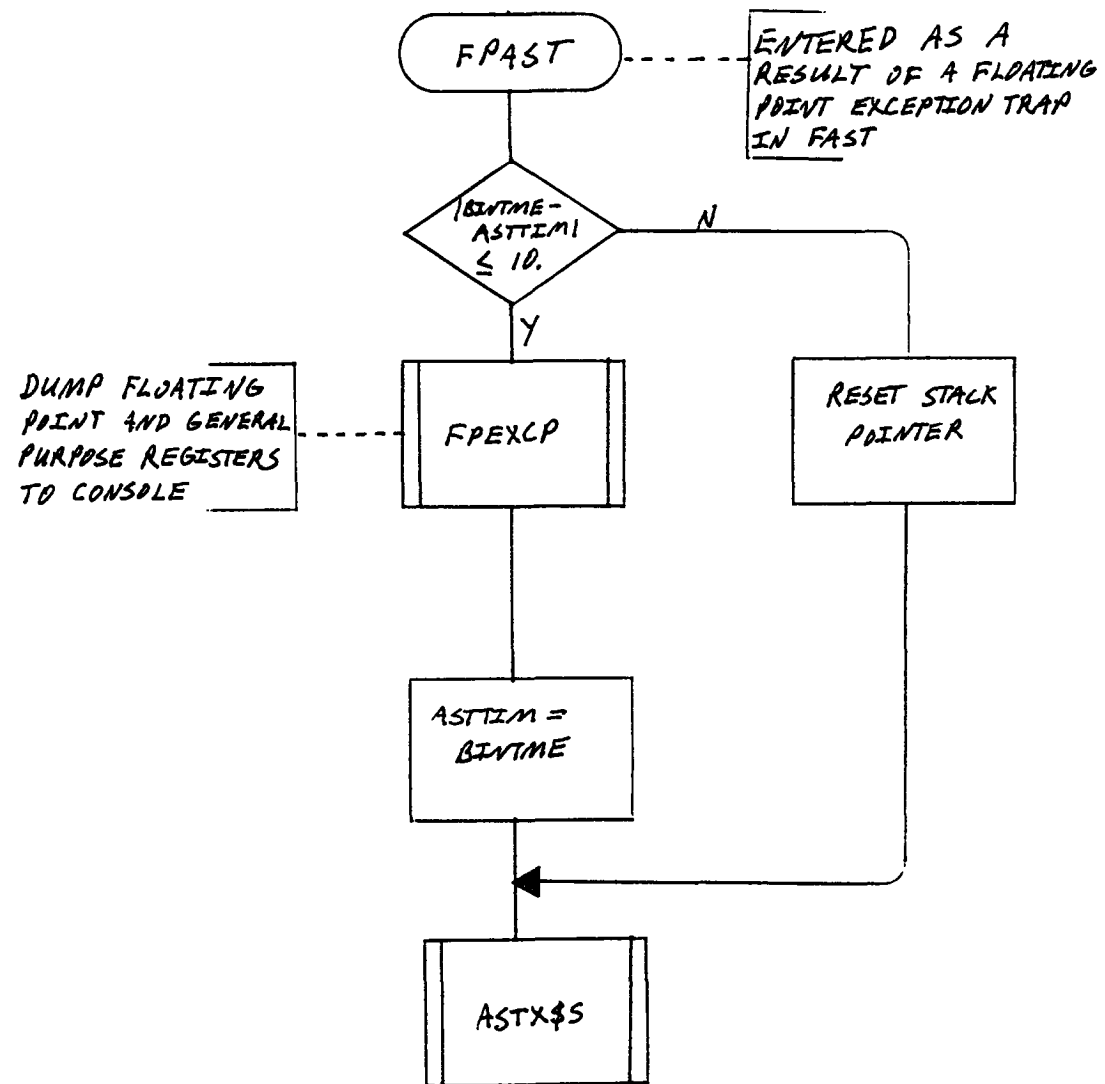 FPAST
ENTERED AS A
RESULT OF A FLOATING
POINT EXCEPTION TRAP
IN FAST
|BINTME-
ASTTIM|
≤ 10.
N
Y
DUMP FLOATING
POINT AND GENERAL
PURPOSE REGISTERS
TO CONSOLE
FPEXCP
RESET STACK
POINTER
ASTTIM =
BINTME
ASTX$S